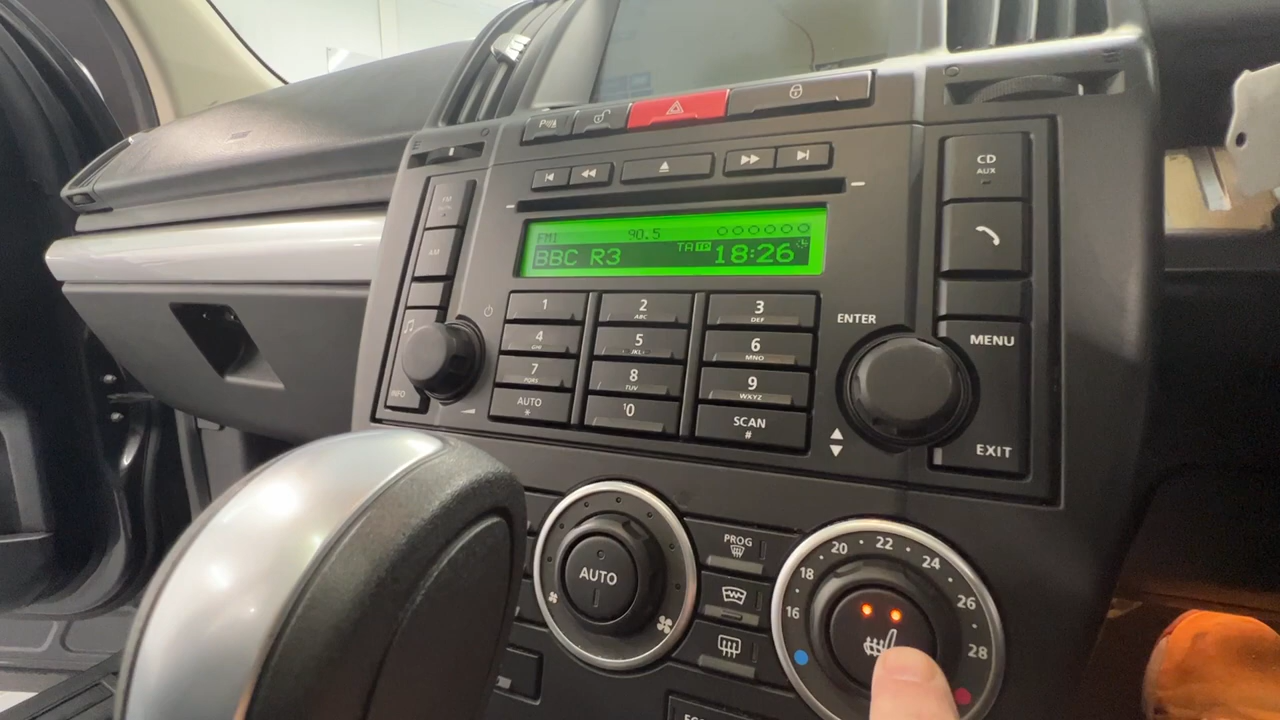 CD
AUX
FM1 90.5
BBC R3 TA 18:26
FM
AM
1 2 ABC 3 DEF
4 GHI 5 JKL 6 MNO
7 PQRS 8 TUV 9 WXYZ
AUTO * 0 SCAN #
INFO
ENTER
MENU
EXIT
AUTO
PROG
16 18 20 22 24 26 28